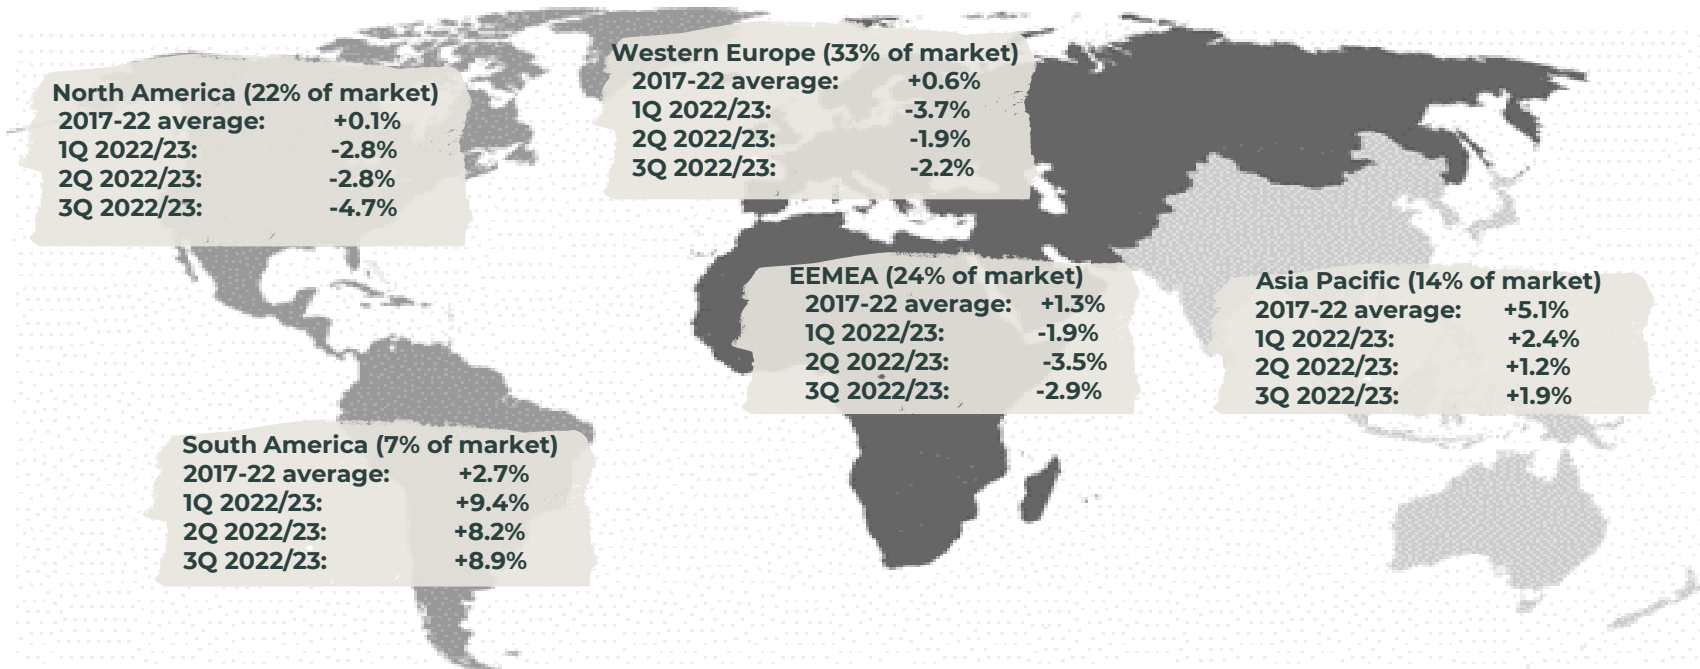 Western Europe (33% of market)
2017-22 average: +0.6%
1Q 2022/23: -3.7%
2Q 2022/23: -1.9%
3Q 2022/23: -2.2%
North America (22% of market)
2017-22 average: +0.1%
1Q 2022/23: -2.8%
2Q 2022/23: -2.8%
3Q 2022/23: -4.7%
EEMEA (24% of market)
2017-22 average: +1.3%
1Q 2022/23: -1.9%
2Q 2022/23: -3.5%
3Q 2022/23: -2.9%
Asia Pacific (14% of market)
2017-22 average: +5.1%
1Q 2022/23: +2.4%
2Q 2022/23: +1.2%
3Q 2022/23: +1.9%
South America (7% of market)
2017-22 average: +2.7%
1Q 2022/23: +9.4%
2Q 2022/23: +8.2%
3Q 2022/23: +8.9%